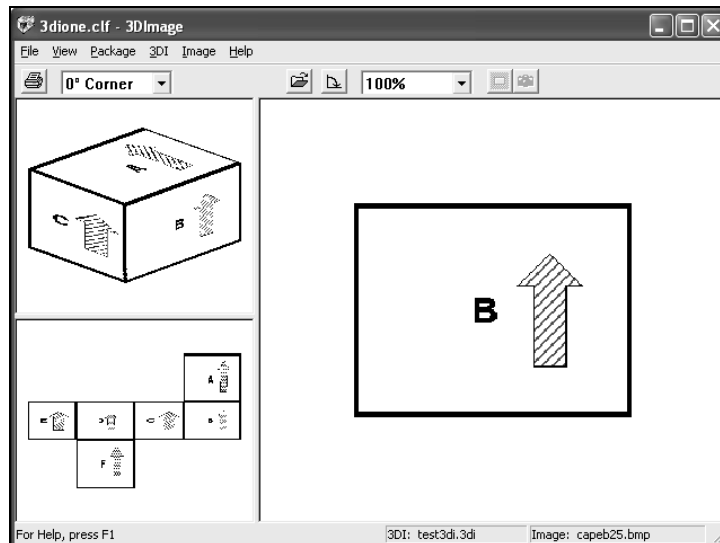 3dione.clf - 3DImage
File View Package 3DI Image Help
0° Corner 100%
A
C B
B
A
E D C B
F
For Help, press F1 3DI: test3di.3di Image: capeb25.bmp